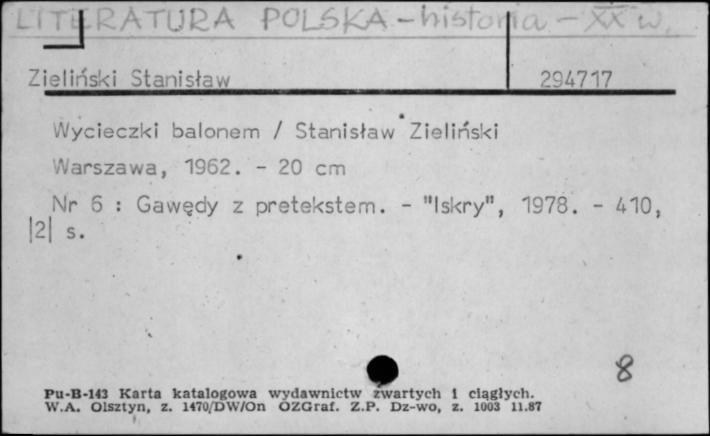 LITERATURA POLSKA - historia - XX w.
Zieliński Stanisław 294717
Wycieczki balonem / Stanisław Zieliński
Warszawa, 1962. - 20 cm
Nr 6 : Gawędy z pretekstem. - "Iskry", 1978. - 410,
|2| s.
8
Pu-B-143 Karta katalogowa wydawnictw zwartych i ciągłych.
W.A. Olsztyn, z. 1470/DW/On OZGraf. Z.P. Dz-wo, z. 1003 11.87